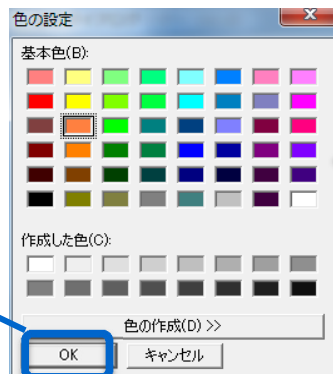 色の設定
基本色(B):
作成した色(C):
色の作成(D) >>
OK
キャンセル